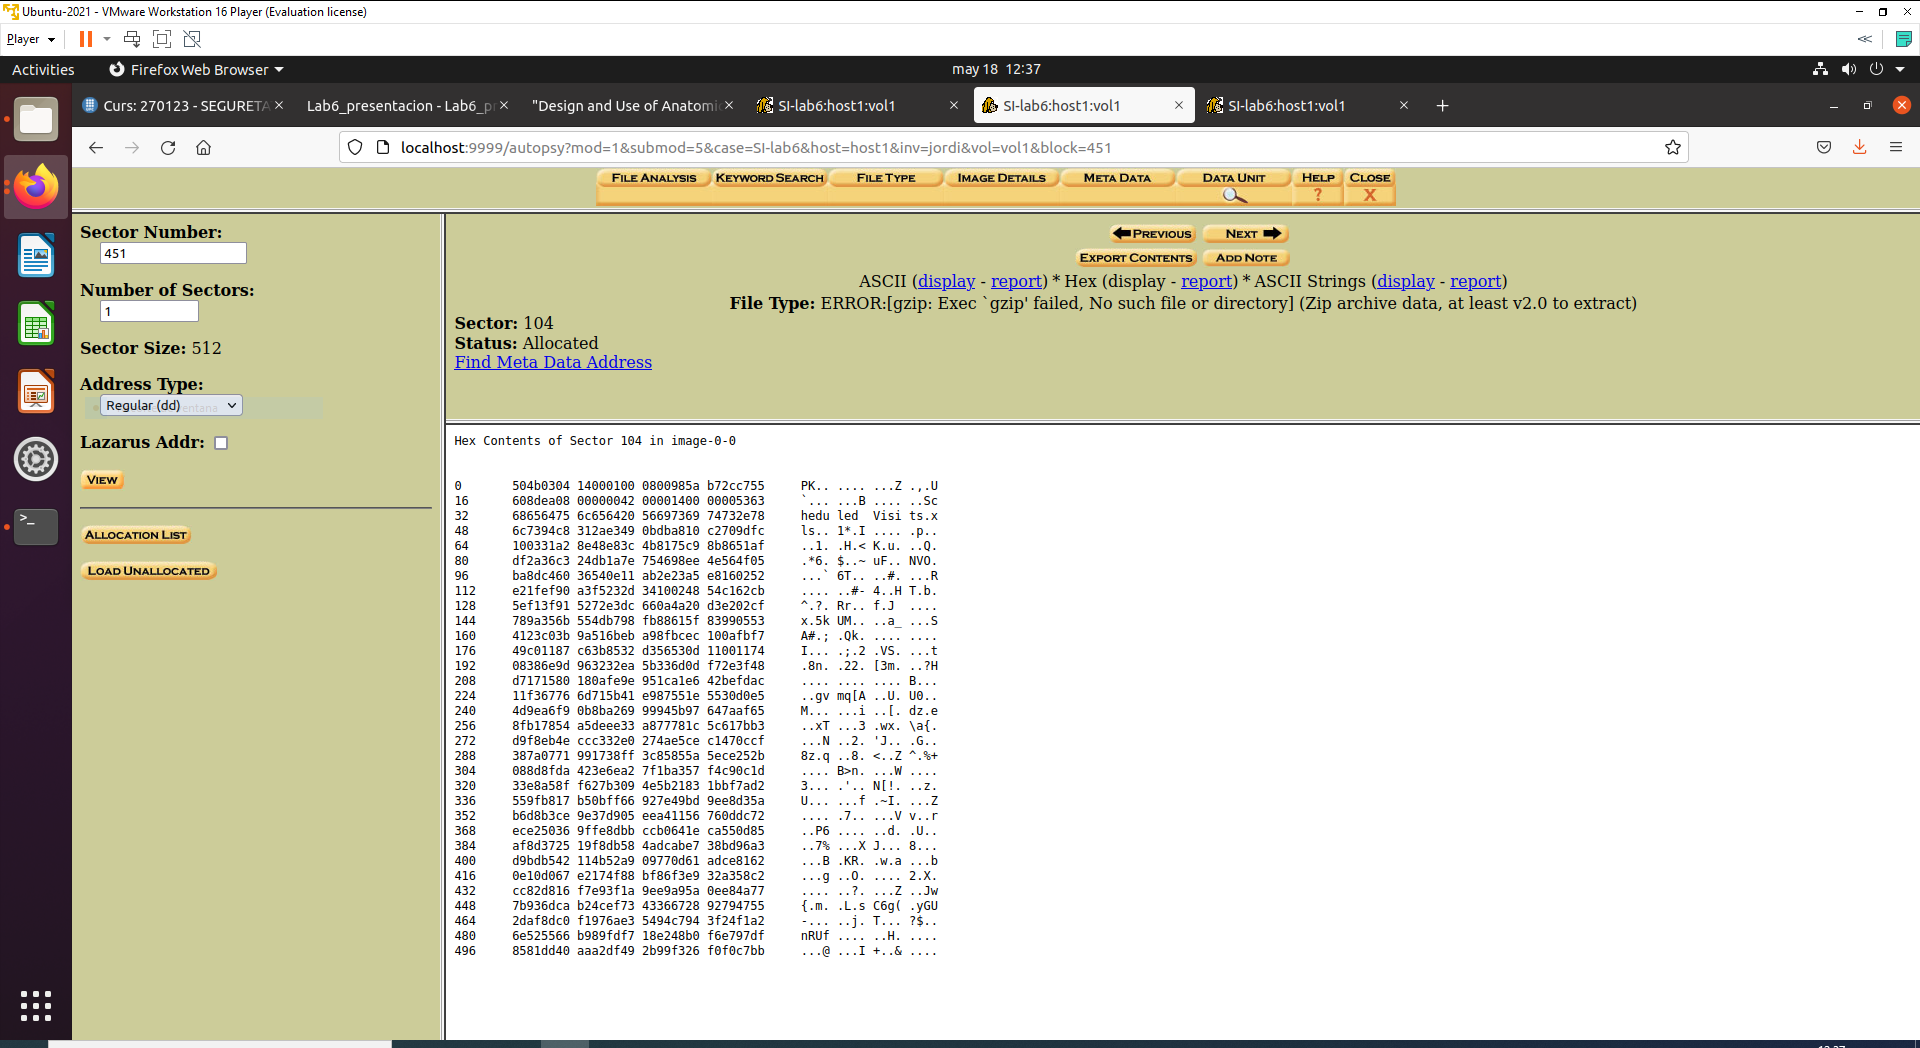 Ubuntu-2021 - VMware Workstation 16 Player (Evaluation license)
Player
Activities
Firefox Web Browser
may 18 12:37
Curs: 270123 - SEGURETA
Lab6_presentacion - Lab6_pr
"Design and Use of Anatomi
SI-lab6:host1:vol1
SI-lab6:host1:vol1
SI-lab6:host1:vol1
localhost:9999/autopsy?mod=1&submod=5&case=SI-lab6&host=host1&inv=jordi&vol=vol1&block=451
FILE ANALYSIS
KEYWORD SEARCH
FILE TYPE
IMAGE DETAILS
META DATA
DATA UNIT
HELP
CLOSE
?
X
Sector Number:
451
Number of Sectors:
1
Sector Size: 512
Address Type:
Regular (dd)
Lazarus Addr:
VIEW
ALLOCATION LIST
LOAD UNALLOCATED
PREVIOUS
NEXT
EXPORT CONTENTS
ADD NOTE
ASCII (display - report) * Hex (display - report) * ASCII Strings (display - report)
File Type: ERROR:[gzip: Exec `gzip' failed, No such file or directory] (Zip archive data, at least v2.0 to extract)
Sector: 104
Status: Allocated
Find Meta Data Address
Hex Contents of Sector 104 in image-0-0
0 504b0304 14000100 0800985a b72cc755 PK.. .... ...Z .,.U
16 608dea08 00000042 00001400 00005363 `... ...B .... ..Sc
32 68656475 6c656420 56697369 74732e78 hedu led  Visi ts.x
48 6c7394c8 312ae349 0bdba810 c2709dfc ls.. 1*.I .... .p..
64 100331a2 8e48e83c 4b8175c9 8b8651af ..1. .H.< K.u. ..Q.
80 df2a36c3 24db1a7e 754698ee 4e564f05 .*6. $..~ uF.. NVO.
96 ba8dc460 36540e11 ab2e23a5 e8160252 ...` 6T.. ..#. ...R
112 e21fef90 a3f5232d 34100248 54c162cb .... ..#- 4..H T.b.
128 5ef13f91 5272e3dc 660a4a20 d3e202cf ^.?. Rr.. f.J  ....
144 789a356b 554db798 fb88615f 83990553 x.5k UM.. ..a_ ...S
160 4123c03b 9a516beb a98fbcec 100afbf7 A#.; .Qk. .... ....
176 49c01187 c63b8532 d356530d 11001174 I... .;.2 .VS. ...t
192 08386e9d 963232ea 5b336d0d f72e3f48 .8n. .22. [3m. ..?H
208 d7171580 180afe9e 951ca1e6 42befdac .... .... .... B...
224 11f36776 6d715b41 e987551e 5530d0e5 ..gv mq[A ..U. U0..
240 4d9ea6f9 0b8ba269 99945b97 647aaf65 M... ...i ..[. dz.e
256 8fb17854 a5deee33 a877781c 5c617bb3 ..xT ...3 .wx. \a{.
272 d9f8eb4e ccc332e0 274ae5ce c1470ccf ...N ..2. 'J.. .G..
288 387a0771 991738ff 3c85855a 5ece252b 8z.q ..8. <..Z ^.%+
304 088d8fda 423e6ea2 7f1ba357 f4c90c1d .... B>n. ...W ....
320 33e8a58f f627b309 4e5b2183 1bbf7ad2 3... .'.. N[!. ..z.
336 559fb817 b50bff66 927e49bd 9ee8d35a U... ...f .~I. ...Z
352 b6d8b3ce 9e37d905 eea41156 760ddc72 .... .7.. ...V v..r
368 ece25036 9ffe8dbb ccb0641e ca550d85 ..P6 .... ..d. .U..
384 af8d3725 19f8db58 4adcabe7 38bd96a3 ..7% ...X J... 8...
400 d9bdb542 114b52a9 09770d61 adce8162 ...B .KR. .w.a ...b
416 0e10d067 e2174f88 bf86f3e9 32a358c2 ...g ..O. .... 2.X.
432 cc82d816 f7e93f1a 9ee9a95a 0ee84a77 .... ..?. ...Z ..Jw
448 7b936dca b24cef73 43366728 92794755 {.m. .L.s C6g( .yGU
464 2daf8dc0 f1976ae3 5494c794 3f24f1a2 -... ..j. T... ?$..
480 6e525566 b989fdf7 18e248b0 f6e797df nRUf .... ..H. ....
496 8581dd40 aaa2df49 2b99f326 f0f0c7bb ...@ ...I +..& ....